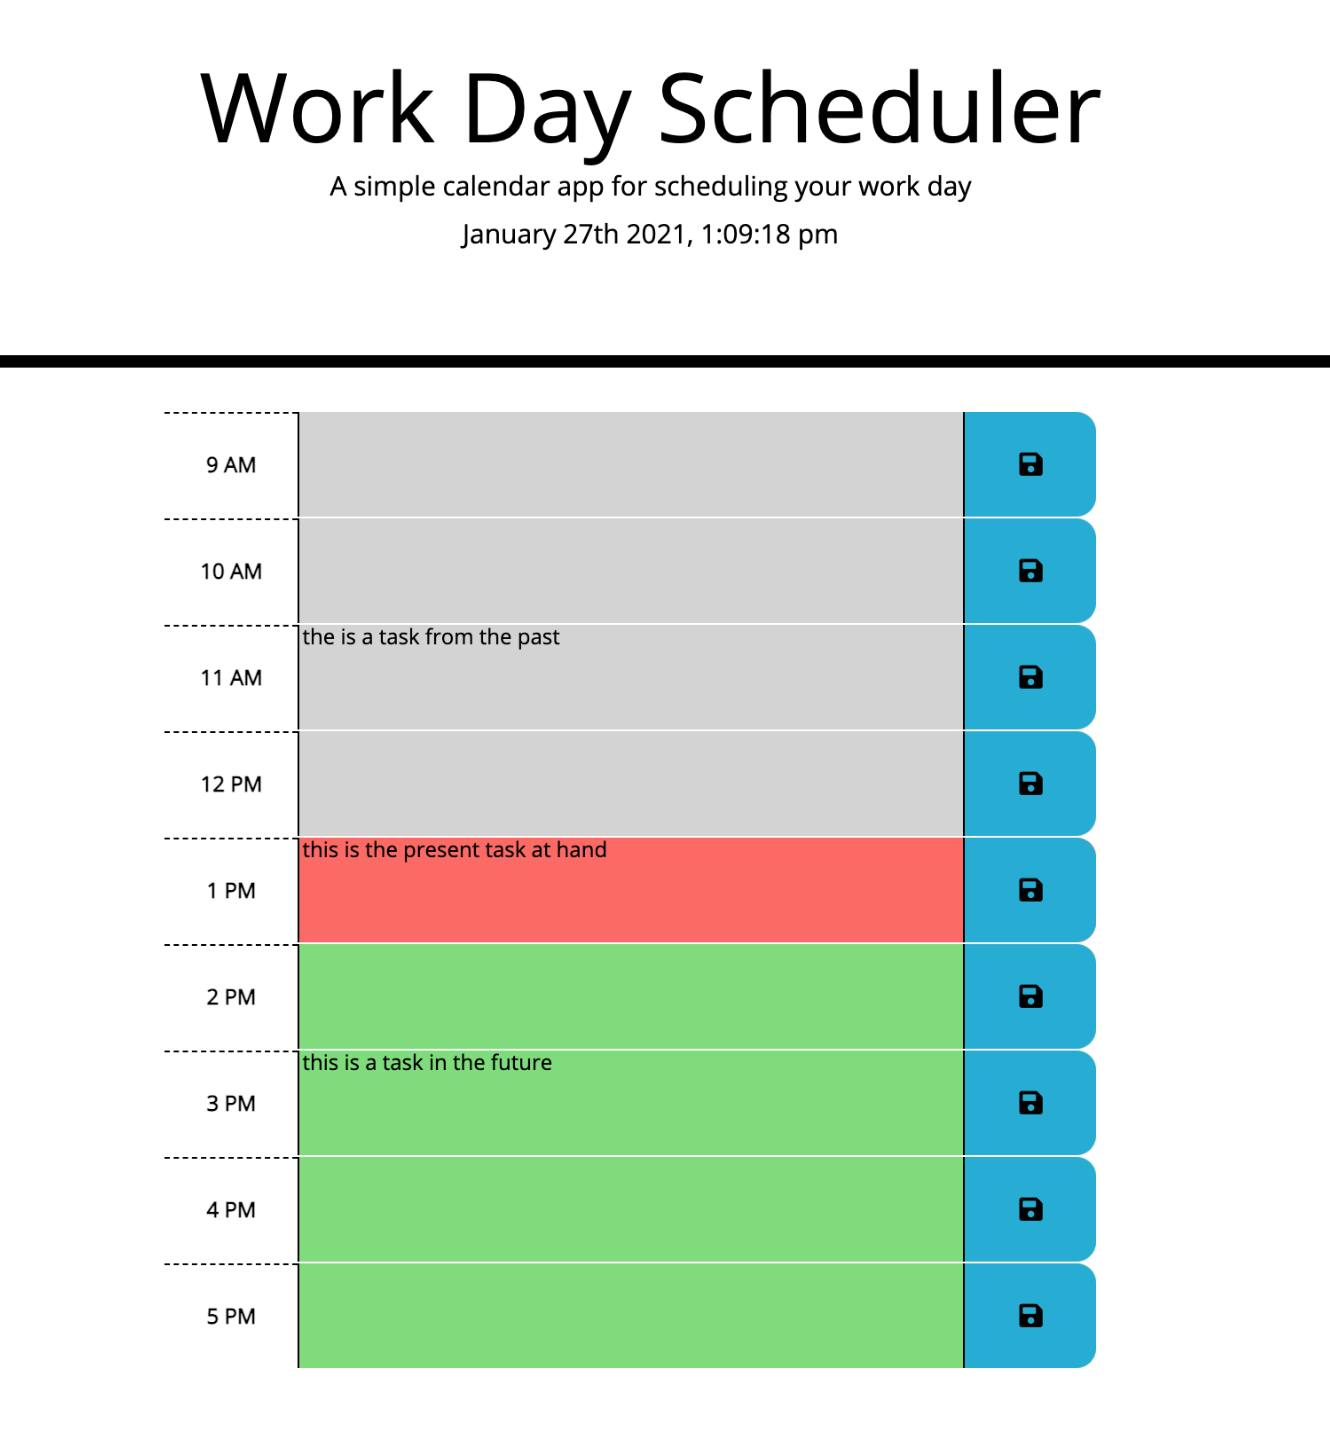 Work Day Scheduler
A simple calendar app for scheduling your work day
January 27th 2021, 1:09:18 pm
9 AM
10 AM
the is a task from the past
11 AM
12 PM
this is the present task at hand
1 PM
2 PM
this is a task in the future
3 PM
4 PM
5 PM